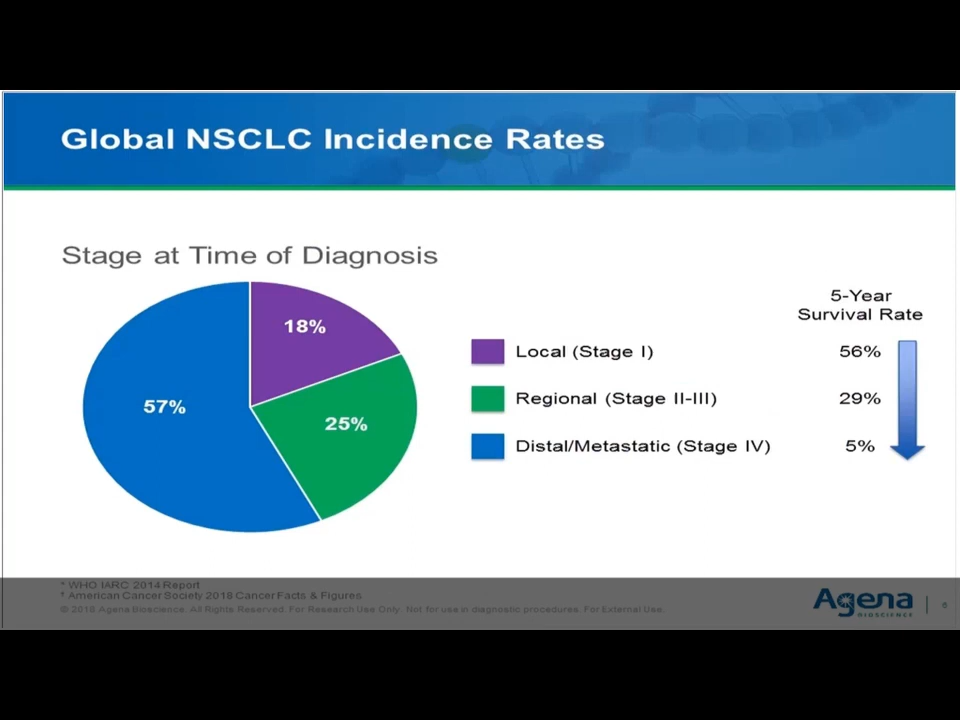 Global NSCLC Incidence Rates
Stage at Time of Diagnosis
18%
25%
57%
5-Year
Survival Rate
Local (Stage I) 56%
Regional (Stage II-III) 29%
Distal/Metastatic (Stage IV) 5%
* WHO IARC 2014 Report
† American Cancer Society 2018 Cancer Facts & Figures
© 2018 Agena Bioscience. All Rights Reserved. For Research Use Only. Not for use in diagnostic procedures. For External Use.
Agena
BIOSCIENCE
6